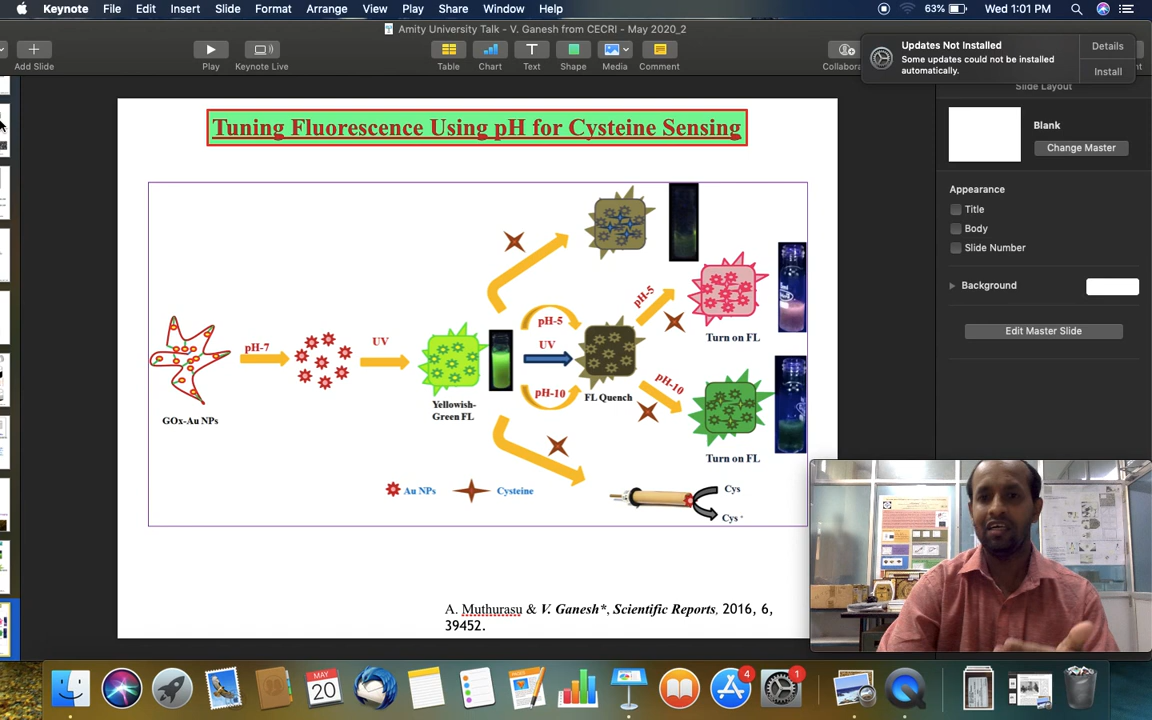 Keynote File Edit Insert Slide Format Arrange View Play Share Window Help 63% Wed 1:01 PM
Amity University Talk - V. Ganesh from CECRI - May 2020_2
Add Slide Play Keynote Live Table Chart Text Shape Media Comment
Updates Not Installed
Some updates could not be installed
automatically.
Details
Install
Slide Layout
Blank
Change Master
Appearance
Title
Body
Slide Number
Background
Edit Master Slide
Tuning Fluorescence Using pH for Cysteine Sensing
GOx-Au NPs
pH-7
UV
Yellowish-
Green FL
pH-5
UV
pH-10
FL Quench
pH-5
Turn on FL
pH-10
Turn on FL
Au NPs
Cysteine
Cys
Cys
A. Muthurasu & V. Ganesh*, Scientific Reports, 2016, 6,
39452.
MAY
20
4
1